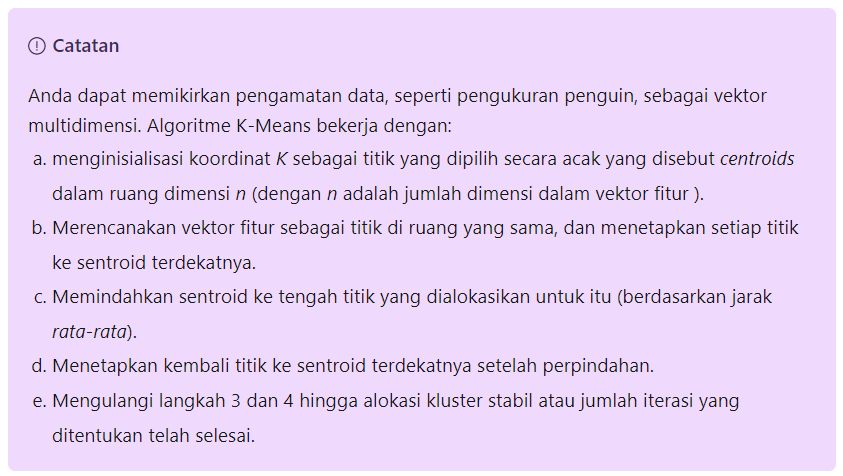 Catatan
Anda dapat memikirkan pengamatan data, seperti pengukuran penguin, sebagai vektor
multidimensi. Algoritme K-Means bekerja dengan:
a. menginisialisasi koordinat K sebagai titik yang dipilih secara acak yang disebut centroids
dalam ruang dimensi n (dengan n adalah jumlah dimensi dalam vektor fitur ).
b. Merencanakan vektor fitur sebagai titik di ruang yang sama, dan menetapkan setiap titik
ke sentroid terdekatnya.
c. Memindahkan sentroid ke tengah titik yang dialokasikan untuk itu (berdasarkan jarak
rata-rata).
d. Menetapkan kembali titik ke sentroid terdekatnya setelah perpindahan.
e. Mengulangi langkah 3 dan 4 hingga alokasi kluster stabil atau jumlah iterasi yang
ditentukan telah selesai.